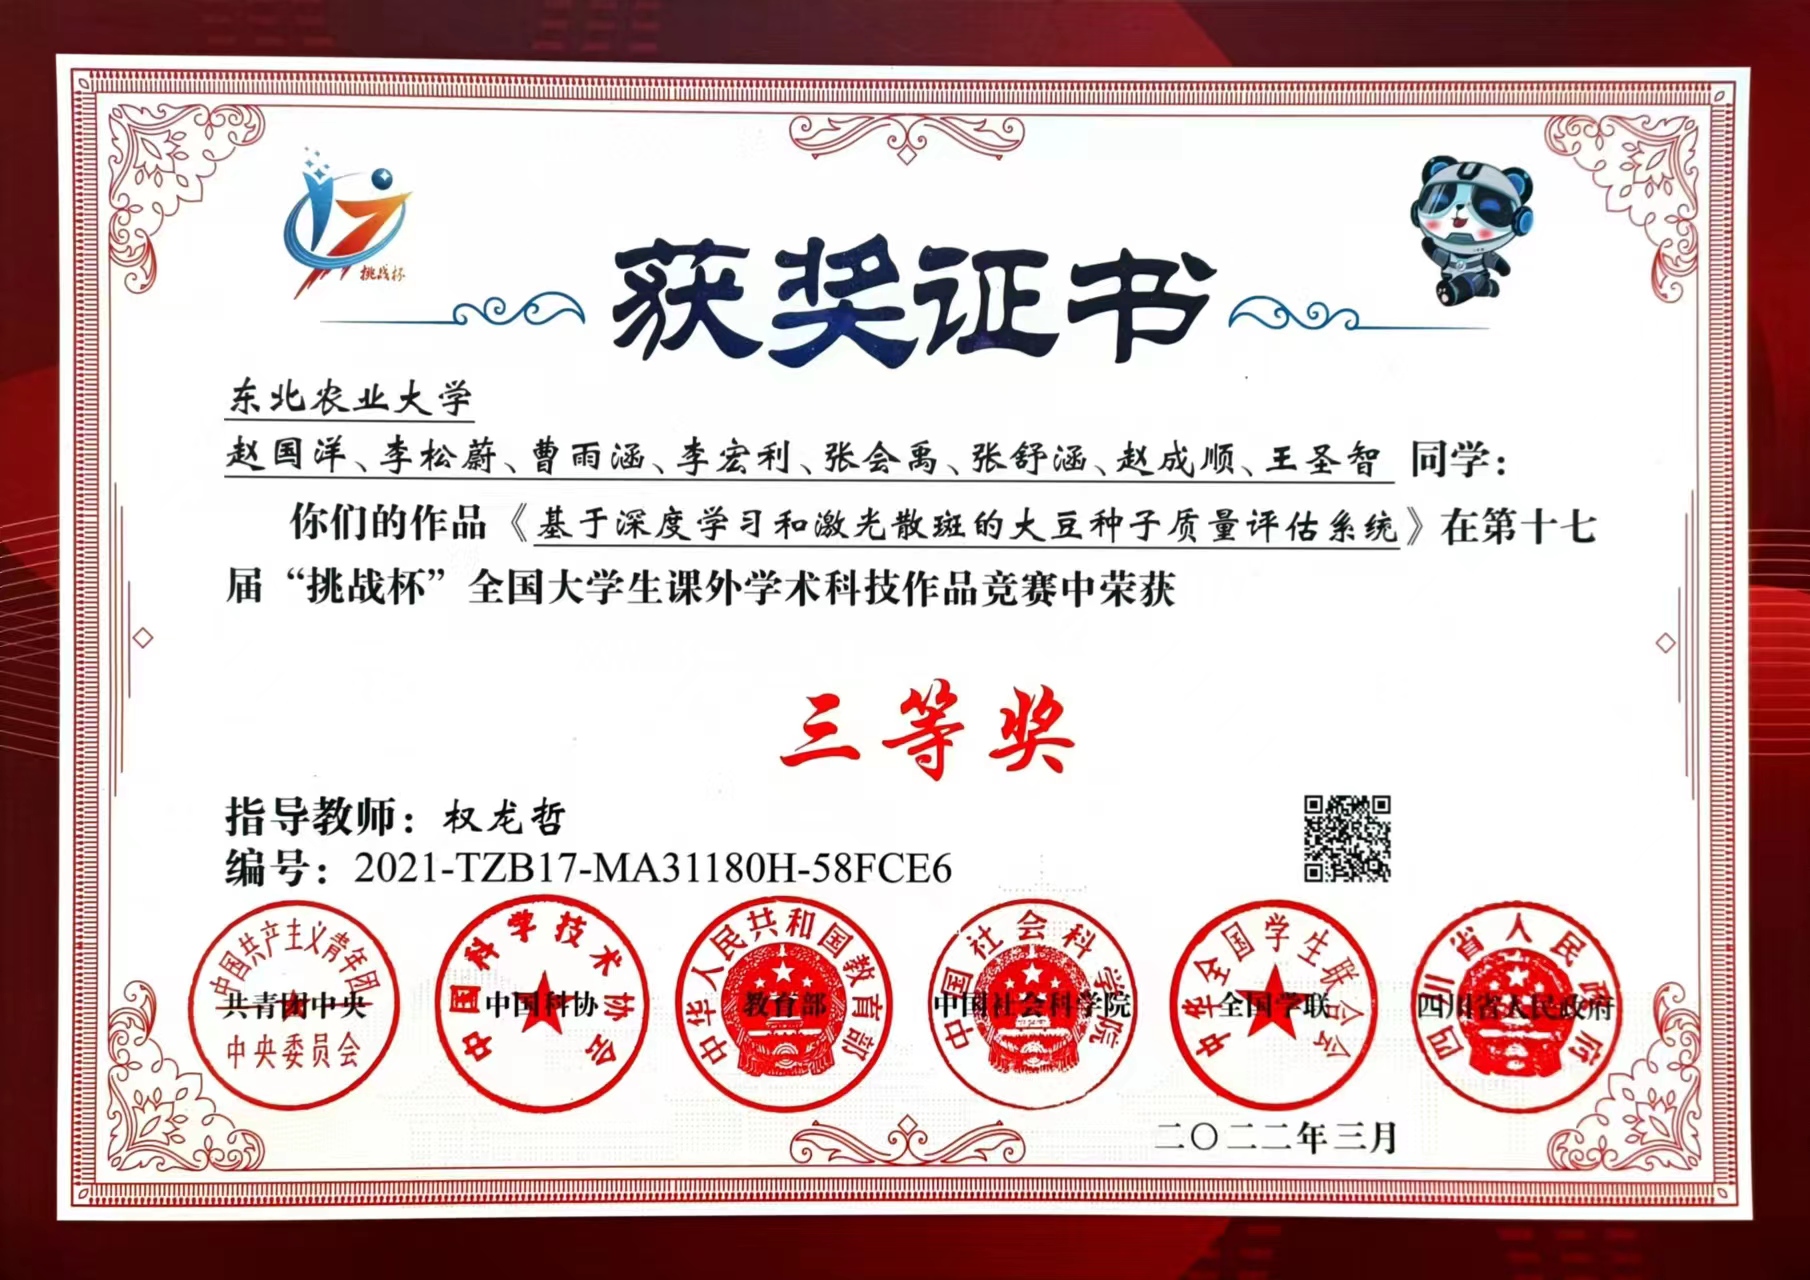 挑战杯
获奖证书
东北农业大学
赵国洋、李松蔚、曹雨涵、李宏利、张会禹、张舒涵、赵成顺、王圣智 同学：
你们的作品《基于深度学习和激光散斑的大豆种子质量评估系统》在第十七
届“挑战杯”全国大学生课外学术科技作品竞赛中荣获
三等奖
指导教师：权龙哲
编号：2021-TZB17-MA31180H-58FCE6
中国共产主义青年团
共青团中央
中央委员会
中国科学技术协会
中国科协
中华人民共和国教育部
教育部
中国社会科学院
中国社会科学院
中华全国学生联合会
全国学联
四川省人民政府
四川省人民政府
二〇二二年三月